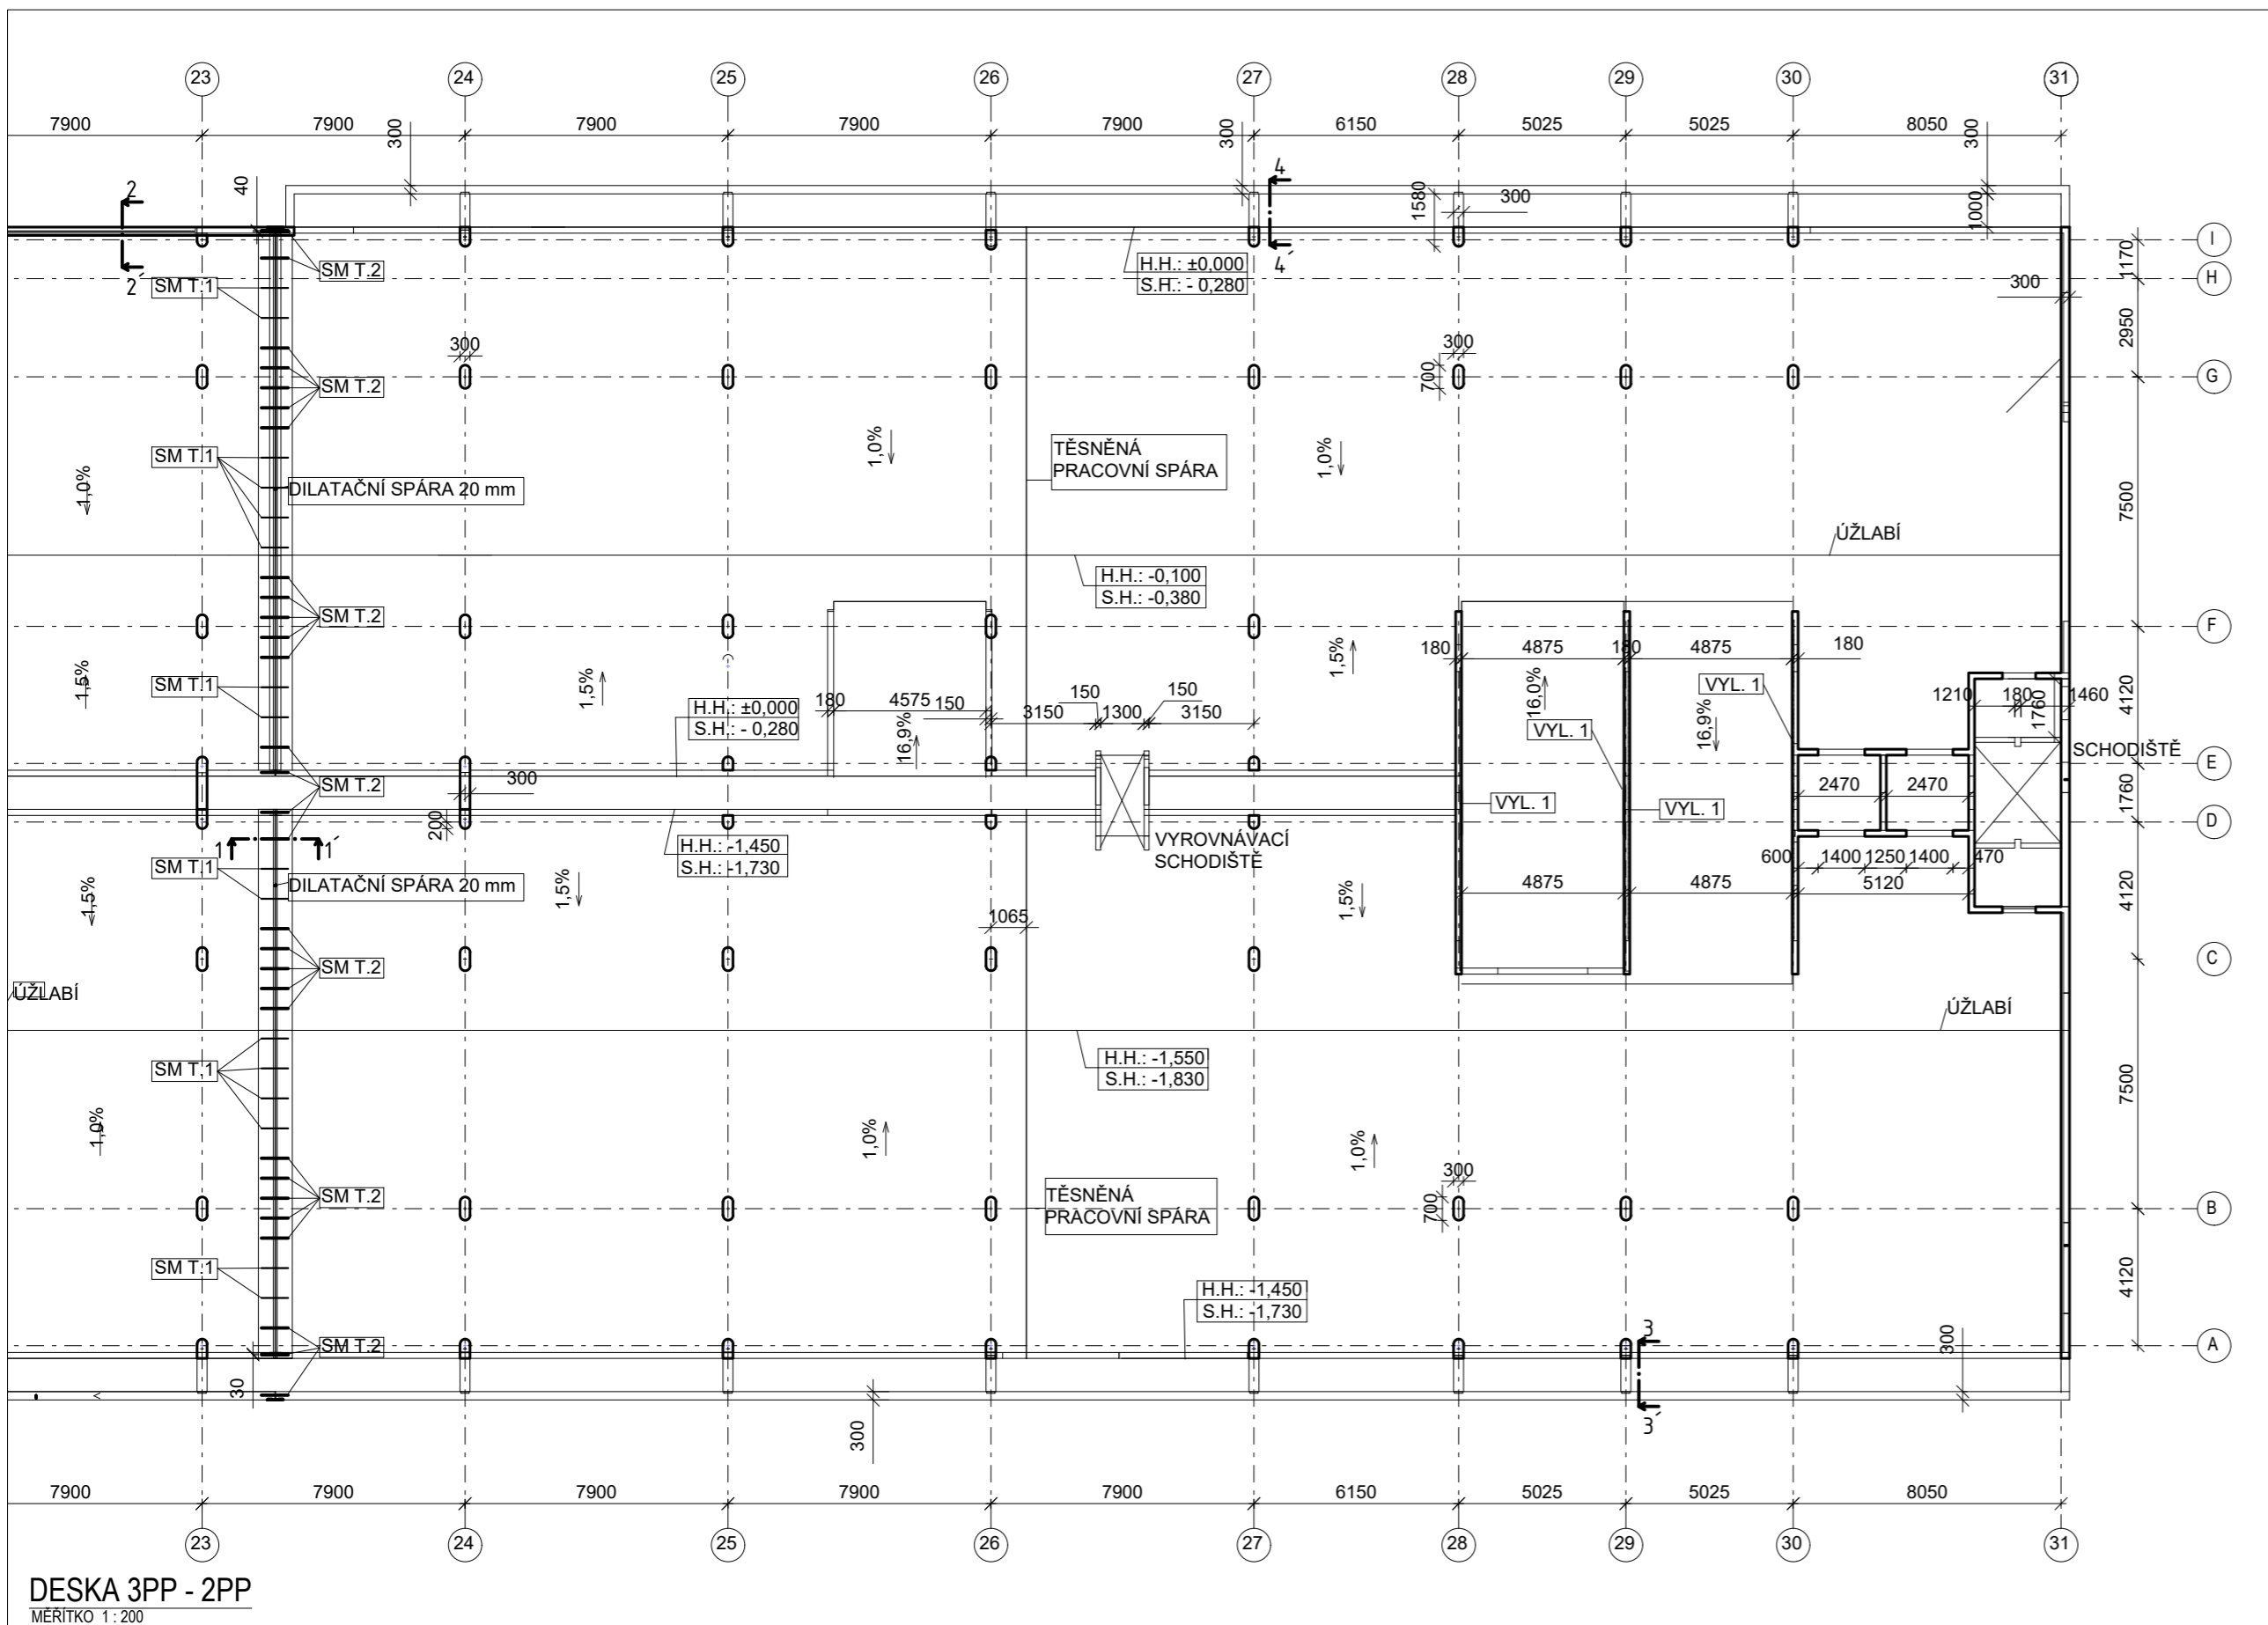 23 24 25 26 27 28 29 30 31
7900 7900 7900 7900 7900 6150 5025 5025 8050
300 300 300
2 40 4 1580 300 1000
I
1170
2´ SM T.2 4´
H.H.: ±0,000
S.H.: - 0,280
H
SM T.1 300
2950
300 300
SM T.2 700
G
SM T.1 1,0% 1,0% 1,0%
TĚSNĚNÁ
PRACOVNÍ SPÁRA
DILATAČNÍ SPÁRA 20 mm
7500
ÚŽLABÍ
H.H.: -0,100
S.H.: -0,380
SM T.2
F
180 4875 180 4875 180
SM T.1 1,5% 1,5% 1,5%
H.H.: ±0,000
S.H.: - 0,280
180 4575 150 3150 150 1300 150 3150
16,9% 16,0% 16,9%
VYL. 1
VYL. 1
1210 180 1760 1460
4120
SCHODIŠTĚ
E
SM T.2 300
2470 2470
1760
VYL. 1 VYL. 1
200
D
1 1´
H.H.: -1,450
S.H.: -1,730
VYROVNÁVACÍ
SCHODIŠTĚ
SM T.1
600 1400 1250 1400 470
DILATAČNÍ SPÁRA 20 mm
1,5% 1,5% 1,5%
4875 4875 5120
4120
1065
C
SM T.2
ÚŽLABÍ
ÚŽLABÍ
H.H.: -1,550
S.H.: -1,830
SM T.1
7500
1,0% 1,0% 1,0%
SM T.2
TĚSNĚNÁ
PRACOVNÍ SPÁRA
300
700
B
SM T.1
H.H.: -1,450
S.H.: -1,730
4120
SM T.2 3 300
A
30
300 3´
7900 7900 7900 7900 7900 6150 5025 5025 8050
23 24 25 26 27 28 29 30 31
DESKA 3PP - 2PP
MĚŘÍTKO 1 : 200